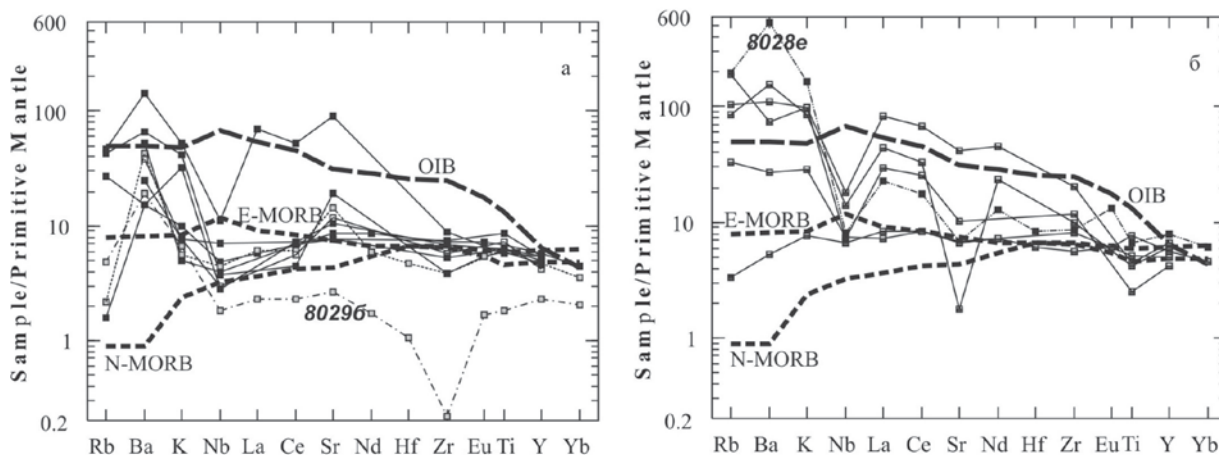 600
100
10
1
0.2
Sample/Primitive Mantle
а
OIB
E-MORB
N-MORB
8029б
Rb Ba K Nb La Ce Sr Nd Hf Zr Eu Ti Y Yb
600
100
10
1
0.2
Sample/Primitive Mantle
б
8028е
OIB
E-MORB
N-MORB
Rb Ba K Nb La Ce Sr Nd Hf Zr Eu Ti Y Yb